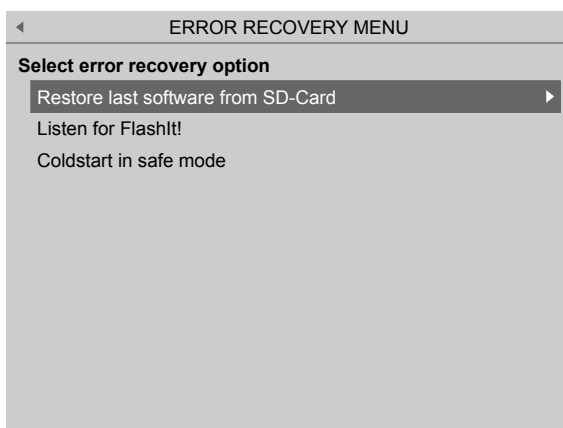 ERROR RECOVERY MENU
Select error recovery option
Restore last software from SD-Card
Listen for FlashIt!
Coldstart in safe mode